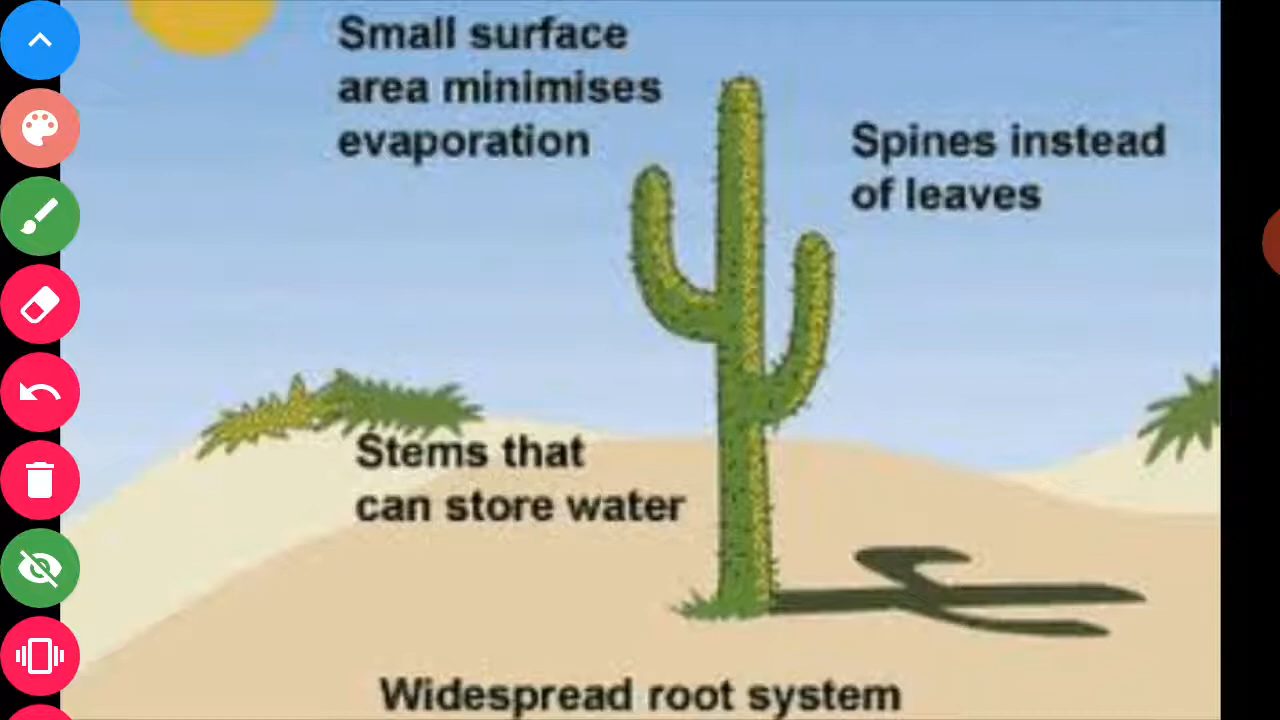 Small surface
area minimises
evaporation
Spines instead
of leaves
Stems that
can store water
Widespread root system